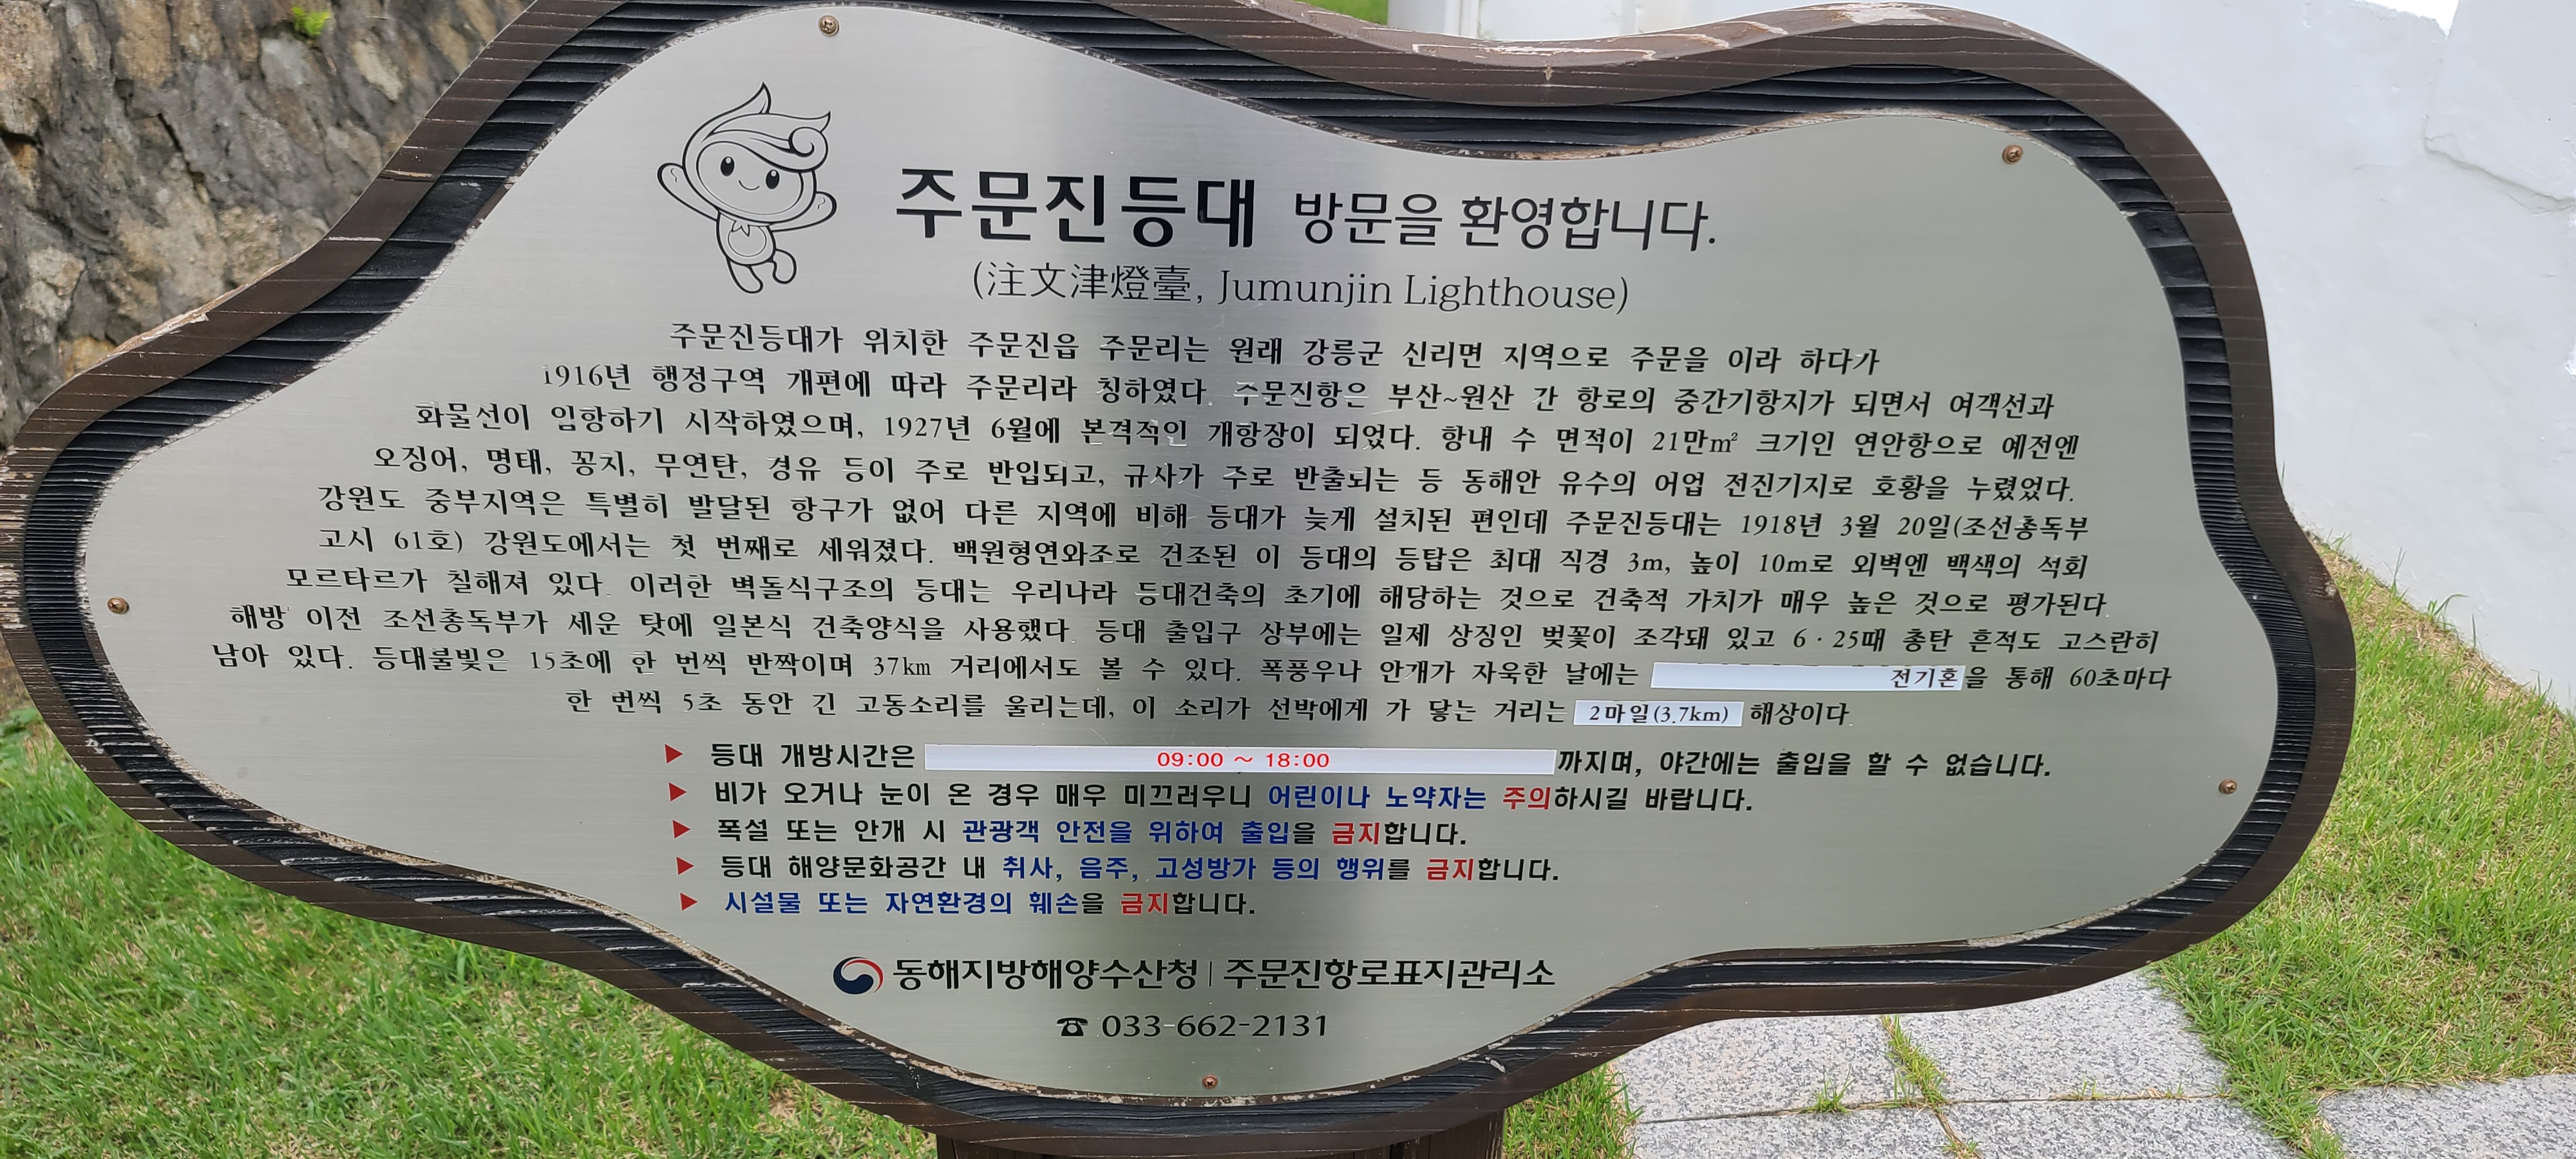 주문진등대 방문을 환영합니다.
(注文津燈臺, Jumunjin Lighthouse)
주문진등대가 위치한 주문진읍 주문리는 원래 강릉군 신리면 지역으로 주문을 이라 하다가
1916년 행정구역 개편에 따라 주문리라 칭하였다. 주문진항은 부산~원산 간 항로의 중간기항지가 되면서 여객선과
화물선이 입항하기 시작하였으며, 1927년 6월에 본격적인 개항장이 되었다. 항내 수 면적이 21만㎡ 크기인 연안항으로 예전엔
오징어, 명태, 꽁치, 무연탄, 경유 등이 주로 반입되고, 규사가 주로 반출되는 등 동해안 유수의 어업 전진기지로 호황을 누렸었다.
강원도 중부지역은 특별히 발달된 항구가 없어 다른 지역에 비해 등대가 늦게 설치된 편인데 주문진등대는 1918년 3월 20일(조선총독부
고시 61호) 강원도에서는 첫 번째로 세워졌다. 백원형연와조로 건조된 이 등대의 등탑은 최대 직경 3m, 높이 10m로 외벽엔 백색의 석회
모르타르가 칠해져 있다. 이러한 벽돌식구조의 등대는 우리나라 등대건축의 초기에 해당하는 것으로 건축적 가치가 매우 높은 것으로 평가된다.
해방 이전 조선총독부가 세운 탓에 일본식 건축양식을 사용했다. 등대 출입구 상부에는 일제 상징인 벚꽃이 조각돼 있고 6·25때 총탄 흔적도 고스란히
남아 있다. 등대불빛은 15초에 한 번씩 반짝이며 37km 거리에서도 볼 수 있다. 폭풍우나 안개가 자욱한 날에는 전기혼을 통해 60초마다
한 번씩 5초 동안 긴 고동소리를 울리는데, 이 소리가 선박에게 가 닿는 거리는 2마일(3.7km) 해상이다.
▶ 등대 개방시간은 09:00 ~ 18:00 까지며, 야간에는 출입을 할 수 없습니다.
▶ 비가 오거나 눈이 온 경우 매우 미끄러우니 어린이나 노약자는 주의하시길 바랍니다.
▶ 폭설 또는 안개 시 관광객 안전을 위하여 출입을 금지합니다.
▶ 등대 해양문화공간 내 취사, 음주, 고성방가 등의 행위를 금지합니다.
▶ 시설물 또는 자연환경의 훼손을 금지합니다.
동해지방해양수산청 | 주문진항로표지관리소
☎ 033-662-2131